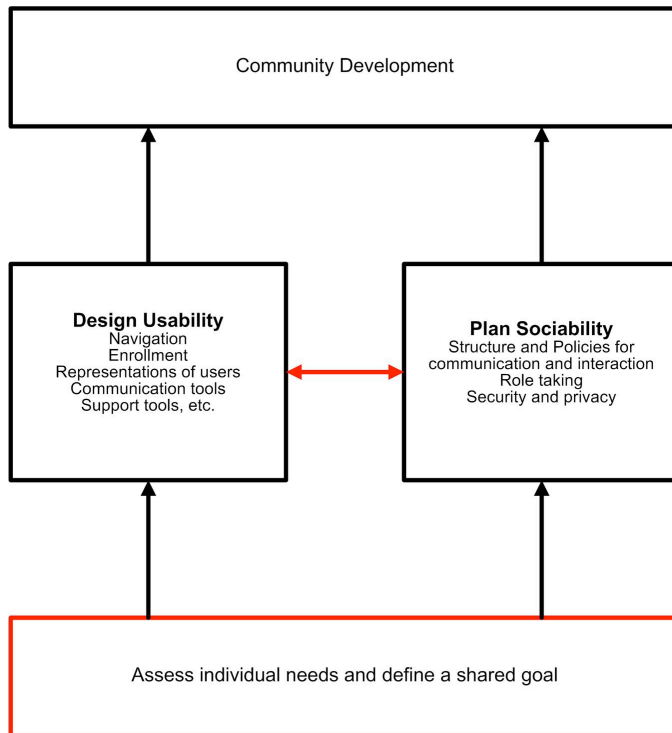 Community Development
Design Usability
Navigation
Enrollment
Representations of users
Communication tools
Support tools, etc.
Plan Sociability
Structure and Policies for
communication and interaction
Role taking
Security and privacy
Assess individual needs and define a shared goal